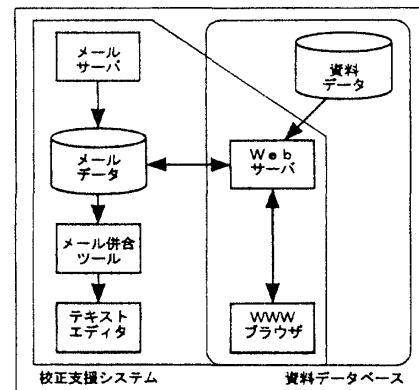 メール
サーバ
資料
データ
メール
データ
Ｗｅｂ
サーバ
メール併合
ツール
テキスト
エディタ
WWW
ブラウザ
校正支援システム
資料データベース